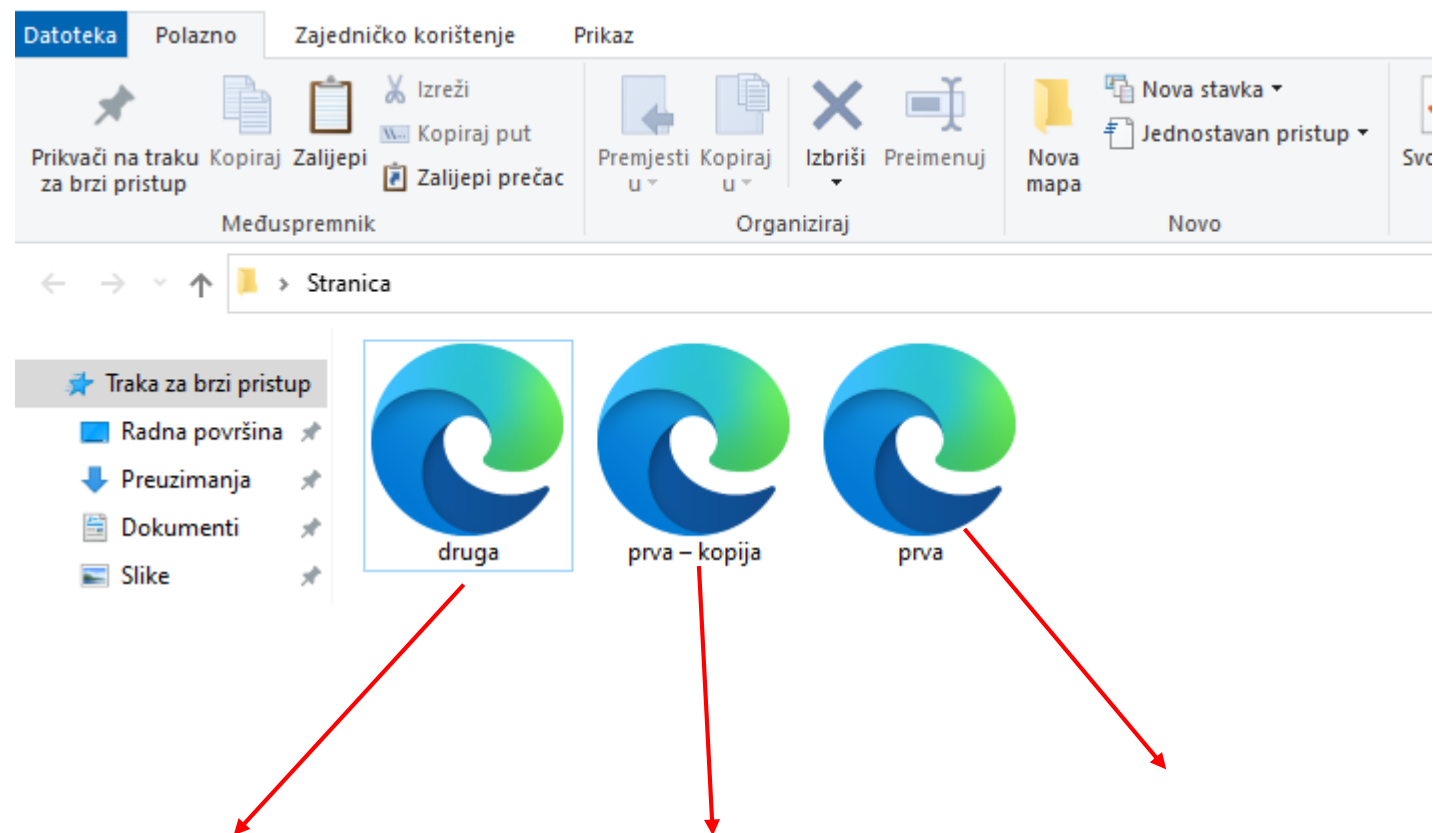 Datoteka Polazno Zajedničko korištenje Prikaz
Prikvači na traku
za brzi pristup
Kopiraj
Zalijepi
Izreži
Kopiraj put
Zalijepi prečac
Međuspremnik
Premjesti
u
Kopiraj
u
Izbriši
Preimenuj
Organiziraj
Nova
mapa
Nova stavka
Jednostavan pristup
Novo
Stranica
Traka za brzi pristup
Radna površina
Preuzimanja
Dokumenti
Slike
druga
prva – kopija
prva